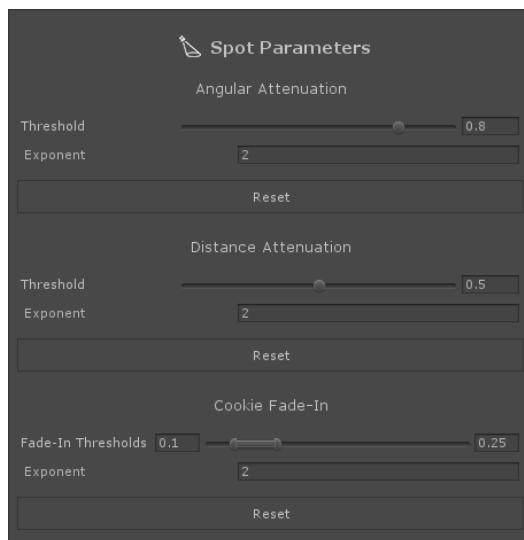 Spot Parameters
Angular Attenuation
Threshold 0.8
Exponent 2
Reset
Distance Attenuation
Threshold 0.5
Exponent 2
Reset
Cookie Fade-In
Fade-In Thresholds 0.1 0.25
Exponent 2
Reset